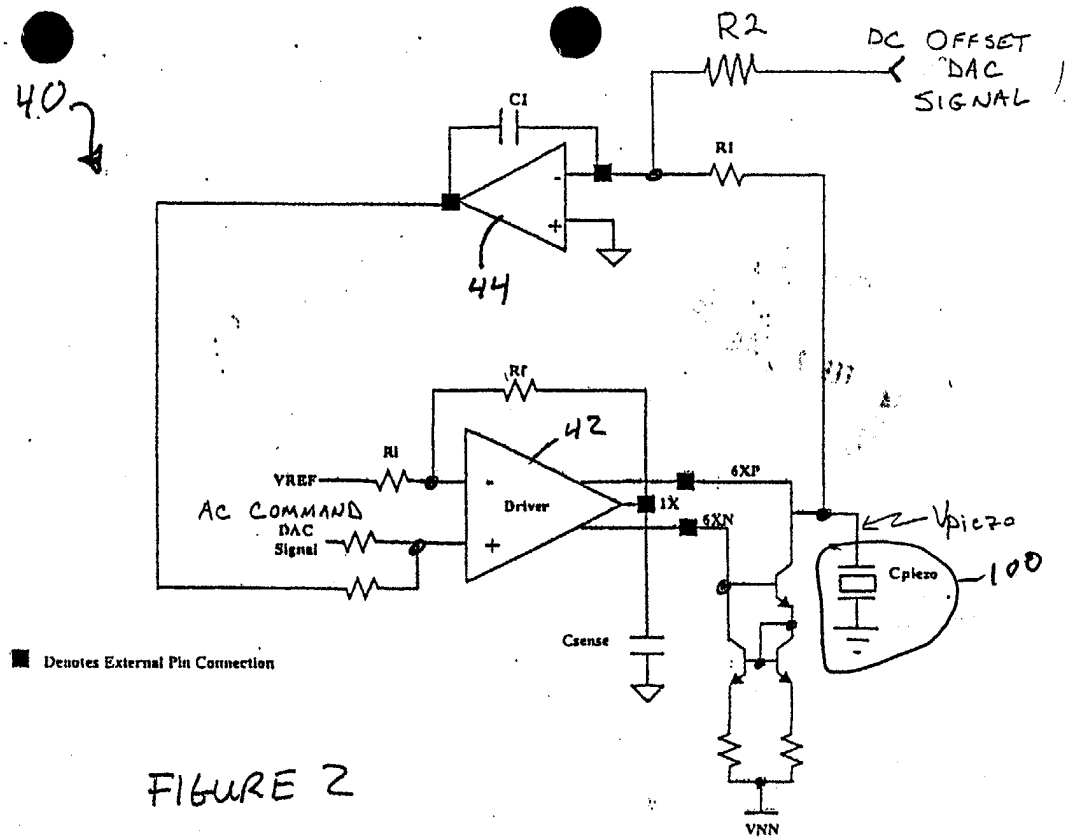 R2
DC OFFSET
DAC
SIGNAL
40
C1
R1
-
+
44
Rf
42
VREF
Ri
-
6XP
AC COMMAND
DAC
Signal
Driver
1X
6XN
Vpiezo
+
Cpiezo
100
Csense
Denotes External Pin Connection
FIGURE 2
VNN